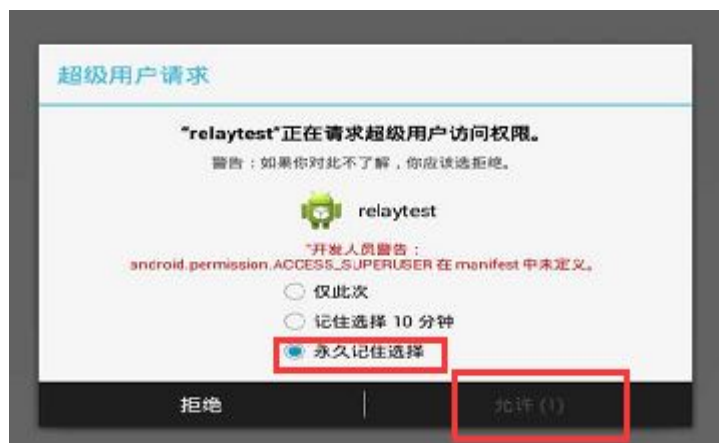 超级用户请求
"relaytest"正在请求超级用户访问权限。
警告：如果你对此不了解，你应该选拒绝。
relaytest
"开发人员警告：
android.permission.ACCESS_SUPERUSER 在 manifest 中未定义。
仅此次
记住选择 10 分钟
永久记住选择
拒绝
允许 (1)